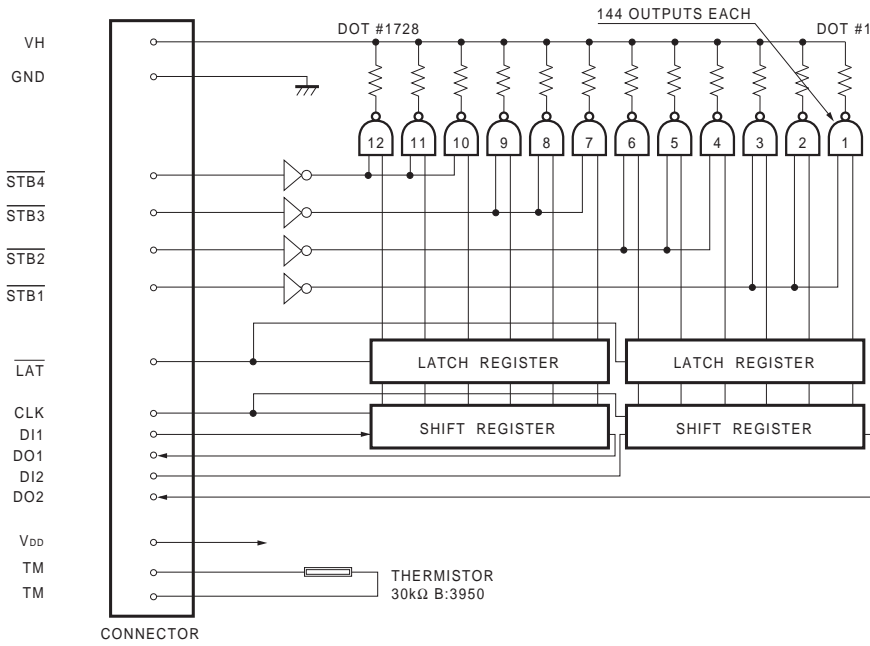 144 OUTPUTS EACH
DOT #1728
DOT #1
VH
GND
12 11 10 9 8 7 6 5 4 3 2 1
STB4
STB3
STB2
STB1
LATCH REGISTER
LATCH REGISTER
LAT
CLK
SHIFT REGISTER
SHIFT REGISTER
DI1
DO1
DI2
DO2
VDD
TM
THERMISTOR
TM
30kΩ B:3950
CONNECTOR